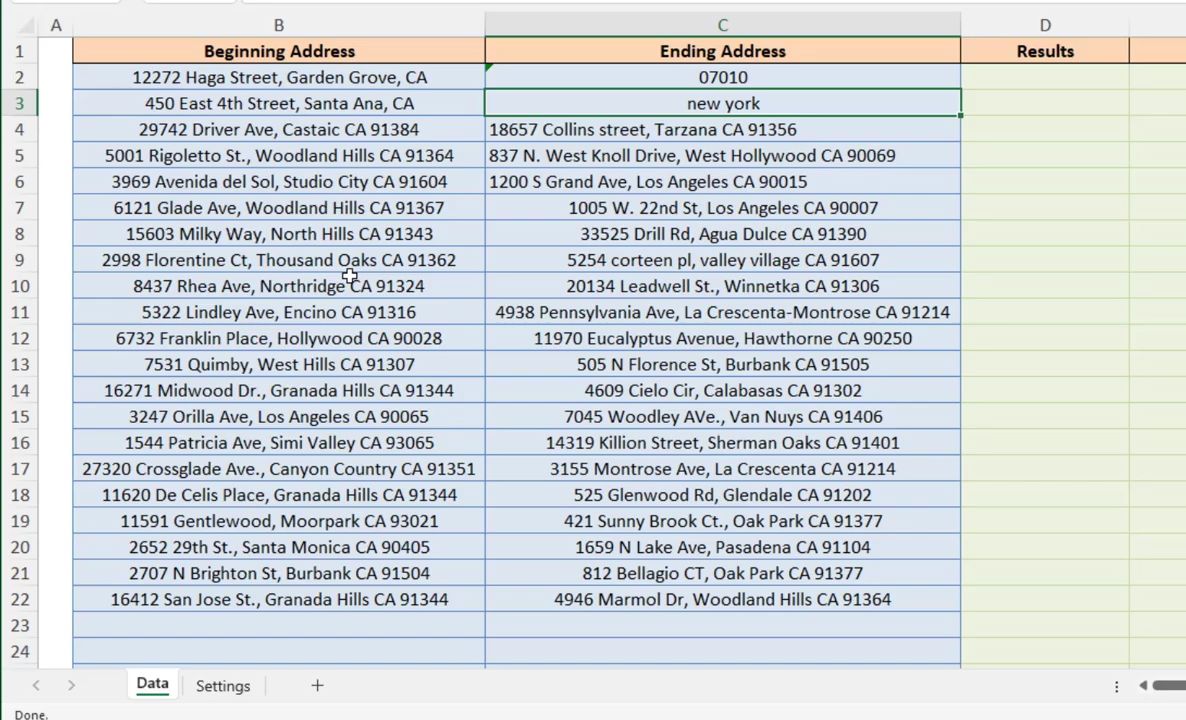 A B C D
1 Beginning Address Ending Address Results
2 12272 Haga Street, Garden Grove, CA 07010
3 450 East 4th Street, Santa Ana, CA new york
4 29742 Driver Ave, Castaic CA 91384 18657 Collins street, Tarzana CA 91356
5 5001 Rigoletto St., Woodland Hills CA 91364 837 N. West Knoll Drive, West Hollywood CA 90069
6 3969 Avenida del Sol, Studio City CA 91604 1200 S Grand Ave, Los Angeles CA 90015
7 6121 Glade Ave, Woodland Hills CA 91367 1005 W. 22nd St, Los Angeles CA 90007
8 15603 Milky Way, North Hills CA 91343 33525 Drill Rd, Agua Dulce CA 91390
9 2998 Florentine Ct, Thousand Oaks CA 91362 5254 corteen pl, valley village CA 91607
10 8437 Rhea Ave, Northridge CA 91324 20134 Leadwell St., Winnetka CA 91306
11 5322 Lindley Ave, Encino CA 91316 4938 Pennsylvania Ave, La Crescenta-Montrose CA 91214
12 6732 Franklin Place, Hollywood CA 90028 11970 Eucalyptus Avenue, Hawthorne CA 90250
13 7531 Quimby, West Hills CA 91307 505 N Florence St, Burbank CA 91505
14 16271 Midwood Dr., Granada Hills CA 91344 4609 Cielo Cir, Calabasas CA 91302
15 3247 Orilla Ave, Los Angeles CA 90065 7045 Woodley AVe., Van Nuys CA 91406
16 1544 Patricia Ave, Simi Valley CA 93065 14319 Killion Street, Sherman Oaks CA 91401
17 27320 Crossglade Ave., Canyon Country CA 91351 3155 Montrose Ave, La Crescenta CA 91214
18 11620 De Celis Place, Granada Hills CA 91344 525 Glenwood Rd, Glendale CA 91202
19 11591 Gentlewood, Moorpark CA 93021 421 Sunny Brook Ct., Oak Park CA 91377
20 2652 29th St., Santa Monica CA 90405 1659 N Lake Ave, Pasadena CA 91104
21 2707 N Brighton St, Burbank CA 91504 812 Bellagio CT, Oak Park CA 91377
22 16412 San Jose St., Granada Hills CA 91344 4946 Marmol Dr, Woodland Hills CA 91364
23
24
Data Settings
Done.